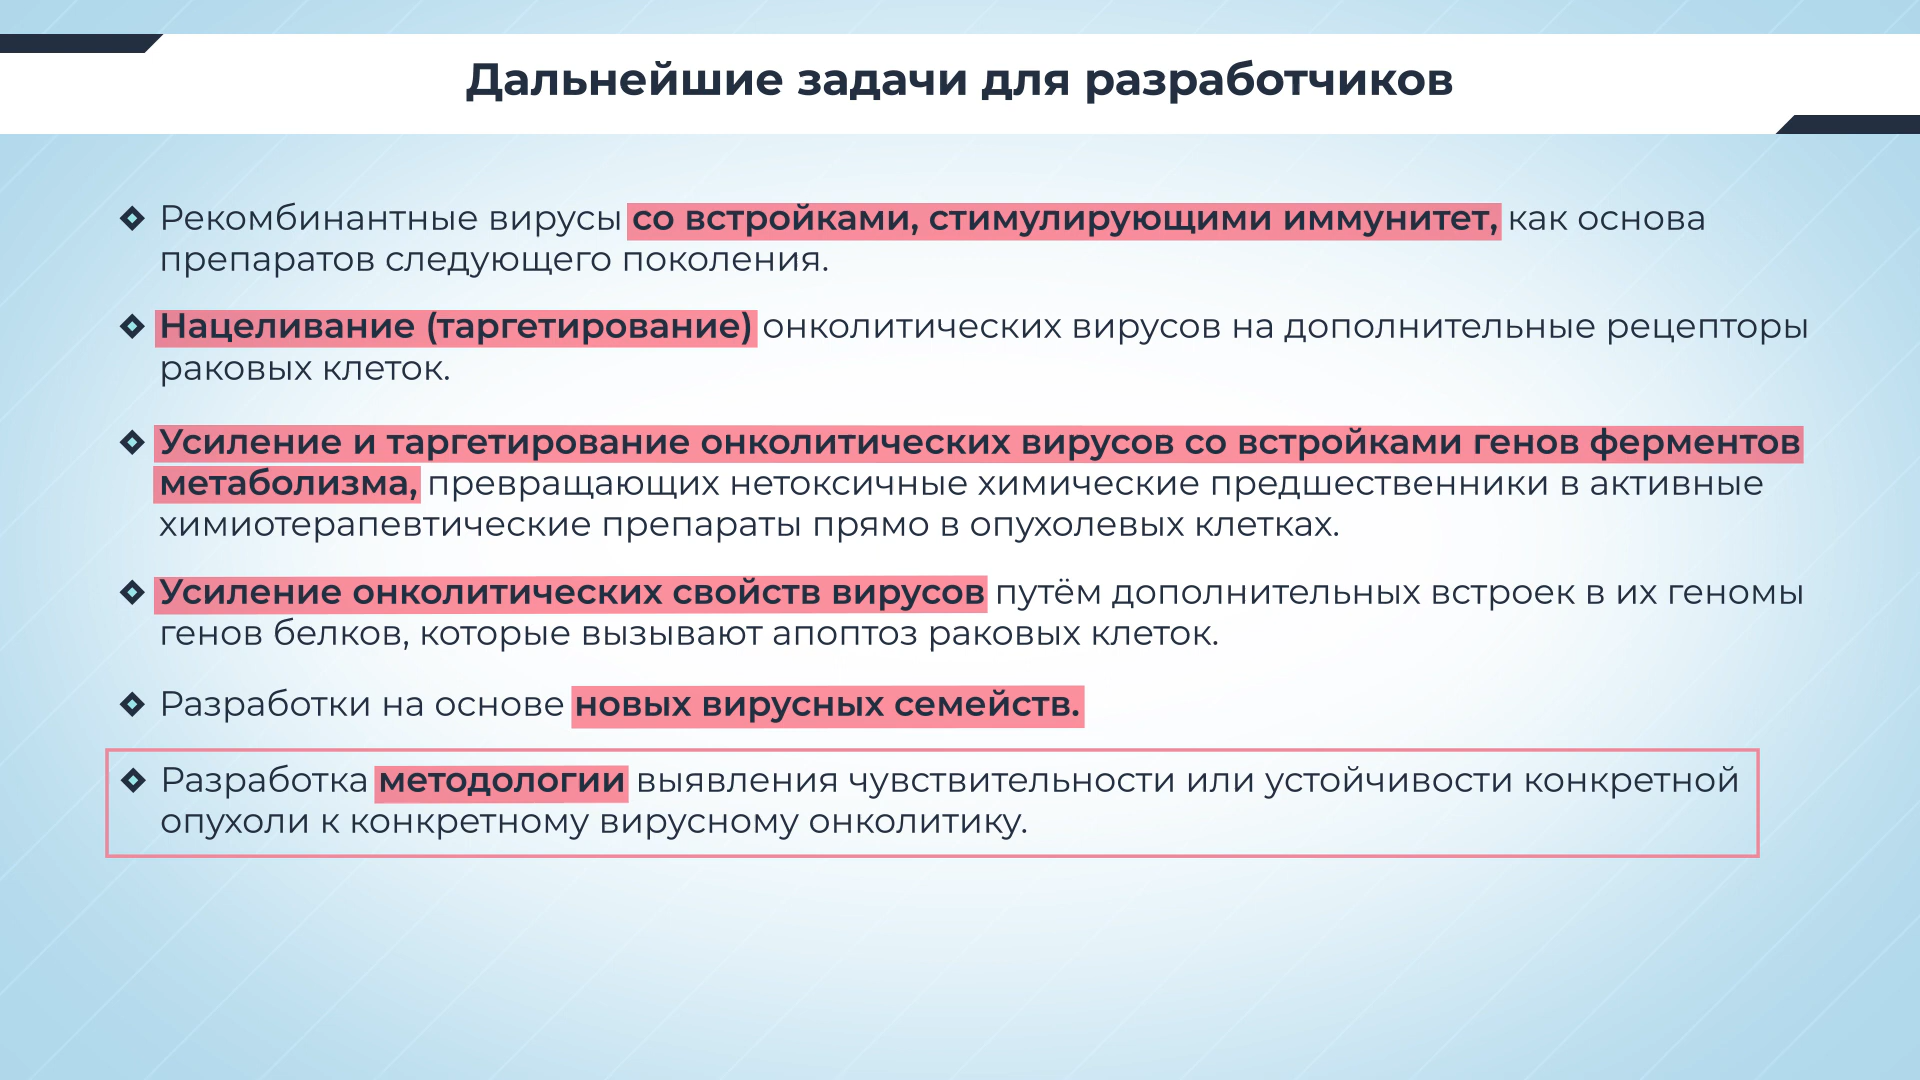 Дальнейшие задачи для разработчиков
Рекомбинантные вирусы со встройками, стимулирующими иммунитет, как основа
препаратов следующего поколения.
Нацеливание (таргетирование) онколитических вирусов на дополнительные рецепторы
раковых клеток.
Усиление и таргетирование онколитических вирусов со встройками генов ферментов
метаболизма, превращающих нетоксичные химические предшественники в активные
химиотерапевтические препараты прямо в опухолевых клетках.
Усиление онколитических свойств вирусов путём дополнительных встроек в их геномы
генов белков, которые вызывают апоптоз раковых клеток.
Разработки на основе новых вирусных семейств.
Разработка методологии выявления чувствительности или устойчивости конкретной
опухоли к конкретному вирусному онколитику.